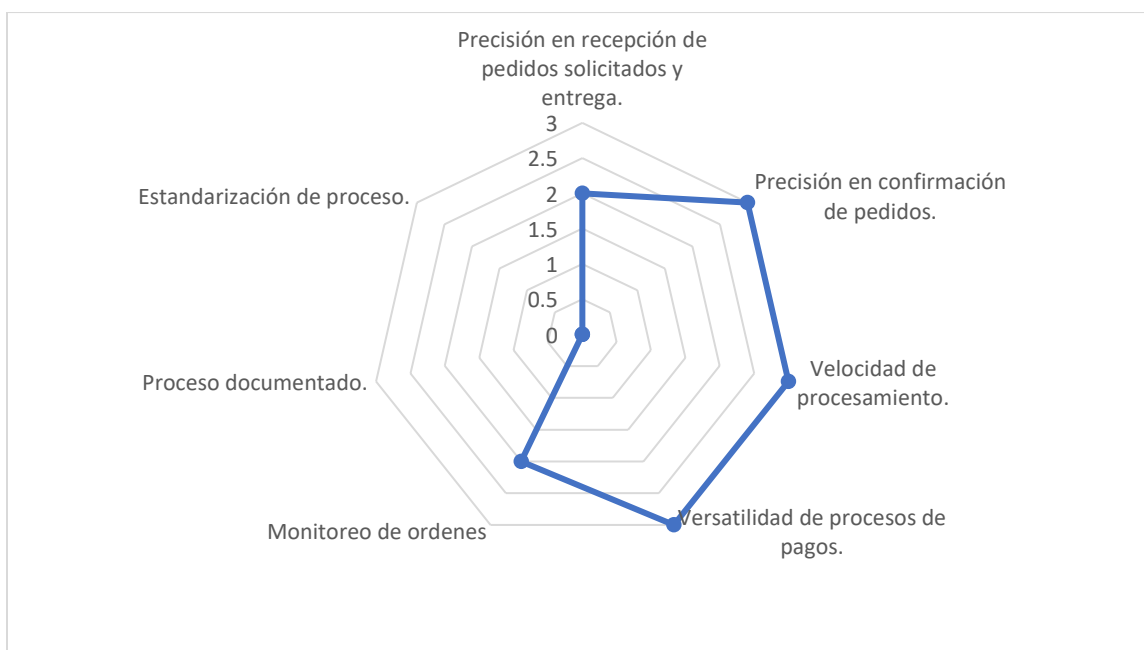 Precisión en recepción de
pedidos solicitados y
entrega.
3
2.5
2
1.5
1
0.5
0
Precisión en confirmación
de pedidos.
Velocidad de
procesamiento.
Versatilidad de procesos de
pagos.
Monitoreo de ordenes
Proceso documentado.
Estandarización de proceso.